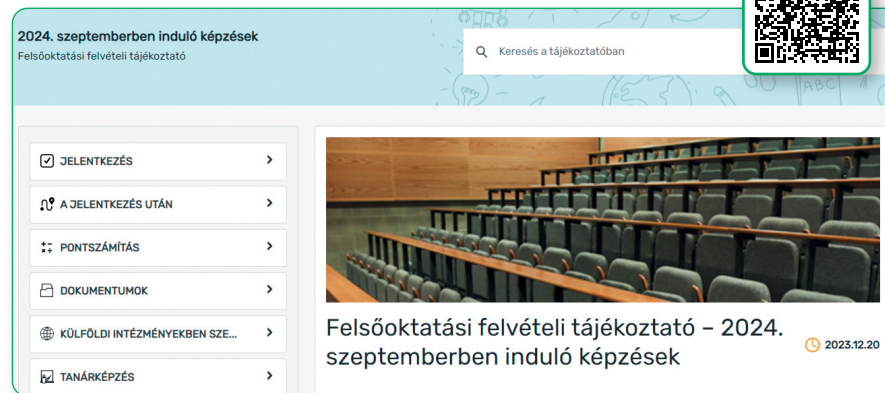 2024. szeptemberben induló képzések
Felsőoktatási felvételi tájékoztató
Keresés a tájékoztatóban
JELENTKEZÉS
A JELENTKEZÉS UTÁN
PONTSZÁMÍTÁS
DOKUMENTUMOK
KÜLFÖLDI INTÉZMÉNYEKBEN SZE...
TANÁRKÉPZÉS
Felsőoktatási felvételi tájékoztató – 2024.
szeptemberben induló képzések
2023.12.20
ABC